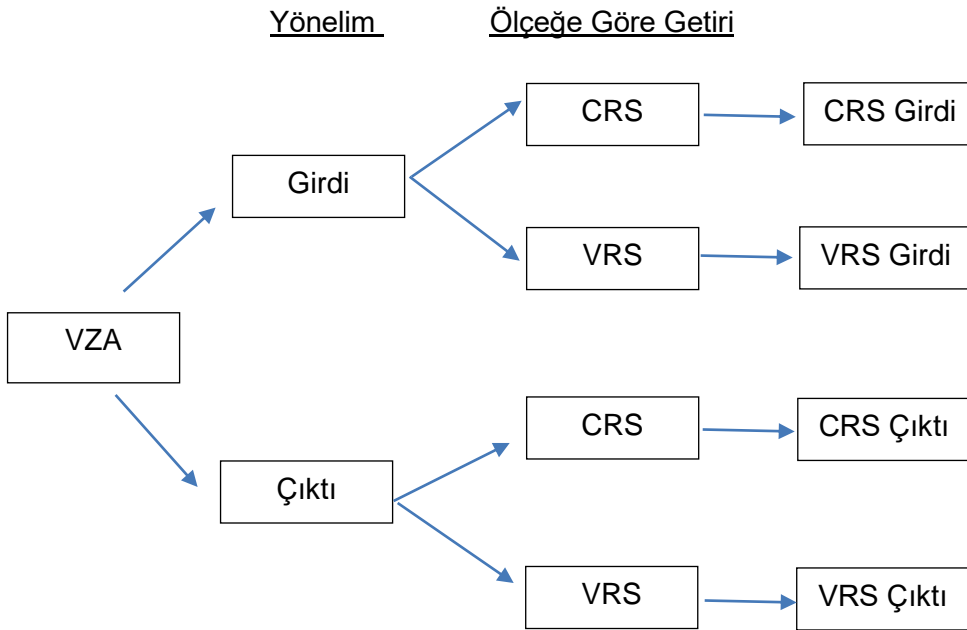 Yönelim
Ölçeğe Göre Getiri
CRS
CRS Girdi
Girdi
VRS
VRS Girdi
VZA
CRS
CRS Çıktı
Çıktı
VRS
VRS Çıktı